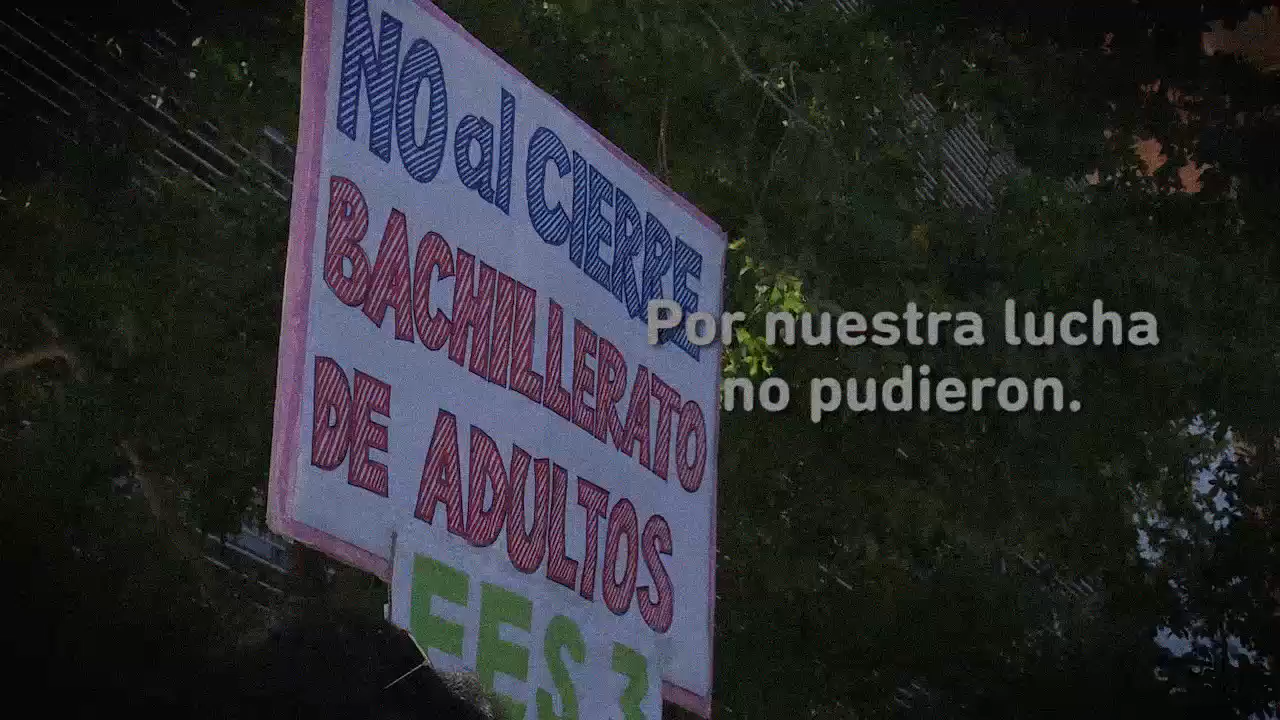 NO al CIERRE
BACHILLERATO
DE ADULTOS
EES 3
Por nuestra lucha
no pudieron.